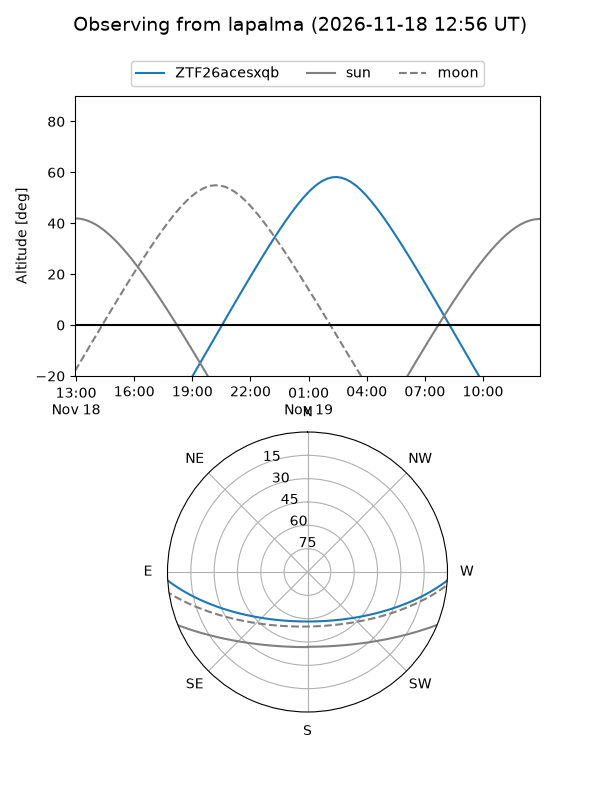 Observing from lapalma (2026-11-18 12:56 UT)
ZTF26acesxqb sun moon
Altitude [deg]
80
60
40
20
0
−20
13:00 16:00 19:00 22:00 01:00 04:00 07:00 10:00
Nov 18 Nov 19
N
NE NW
15
30
45
60
75
E W
SE SW
S